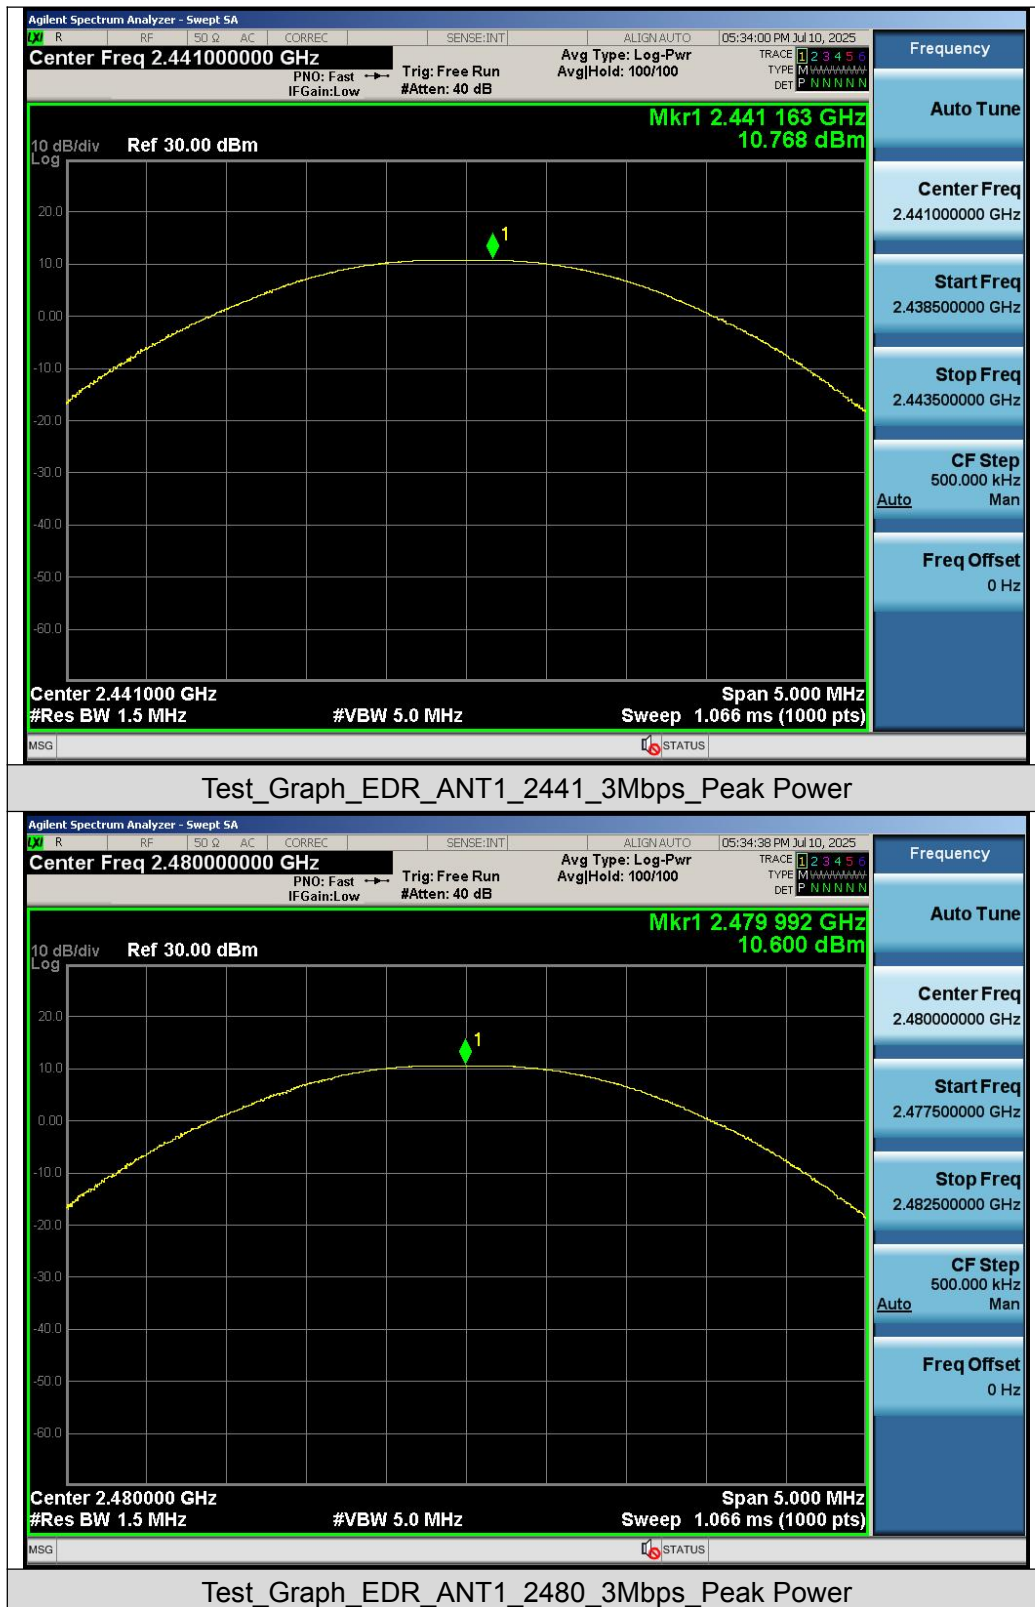 Agilent Spectrum Analyzer - Swept SA
LXI R RF 50 Ω AC CORREC SENSE:INT ALIGN AUTO 05:34:00 PM Jul 10, 2025
Center Freq 2.441000000 GHz
PNO: Fast
IFGain:Low
Trig: Free Run
#Atten: 40 dB
Avg Type: Log-Pwr
Avg|Hold: 100/100
TRACE 1 2 3 4 5 6
TYPE M
DET P N N N N N
Mkr1 2.441 163 GHz
10.768 dBm
10 dB/div Ref 30.00 dBm
Log
20.0
1
10.0
0.00
-10.0
-20.0
-30.0
-40.0
-50.0
-60.0
Center 2.441000 GHz Span 5.000 MHz
#Res BW 1.5 MHz #VBW 5.0 MHz Sweep 1.066 ms (1000 pts)
MSG STATUS
Frequency
Auto Tune
Center Freq
2.441000000 GHz
Start Freq
2.438500000 GHz
Stop Freq
2.443500000 GHz
CF Step
500.000 kHz
Auto Man
Freq Offset
0 Hz
Test_Graph_EDR_ANT1_2441_3Mbps_Peak Power
Agilent Spectrum Analyzer - Swept SA
LXI R RF 50 Ω AC CORREC SENSE:INT ALIGN AUTO 05:34:38 PM Jul 10, 2025
Center Freq 2.480000000 GHz
PNO: Fast
IFGain:Low
Trig: Free Run
#Atten: 40 dB
Avg Type: Log-Pwr
Avg|Hold: 100/100
TRACE 1 2 3 4 5 6
TYPE M
DET P N N N N N
Mkr1 2.479 992 GHz
10.600 dBm
10 dB/div Ref 30.00 dBm
Log
20.0
1
10.0
0.00
-10.0
-20.0
-30.0
-40.0
-50.0
-60.0
Center 2.480000 GHz Span 5.000 MHz
#Res BW 1.5 MHz #VBW 5.0 MHz Sweep 1.066 ms (1000 pts)
MSG STATUS
Frequency
Auto Tune
Center Freq
2.480000000 GHz
Start Freq
2.477500000 GHz
Stop Freq
2.482500000 GHz
CF Step
500.000 kHz
Auto Man
Freq Offset
0 Hz
Test_Graph_EDR_ANT1_2480_3Mbps_Peak Power